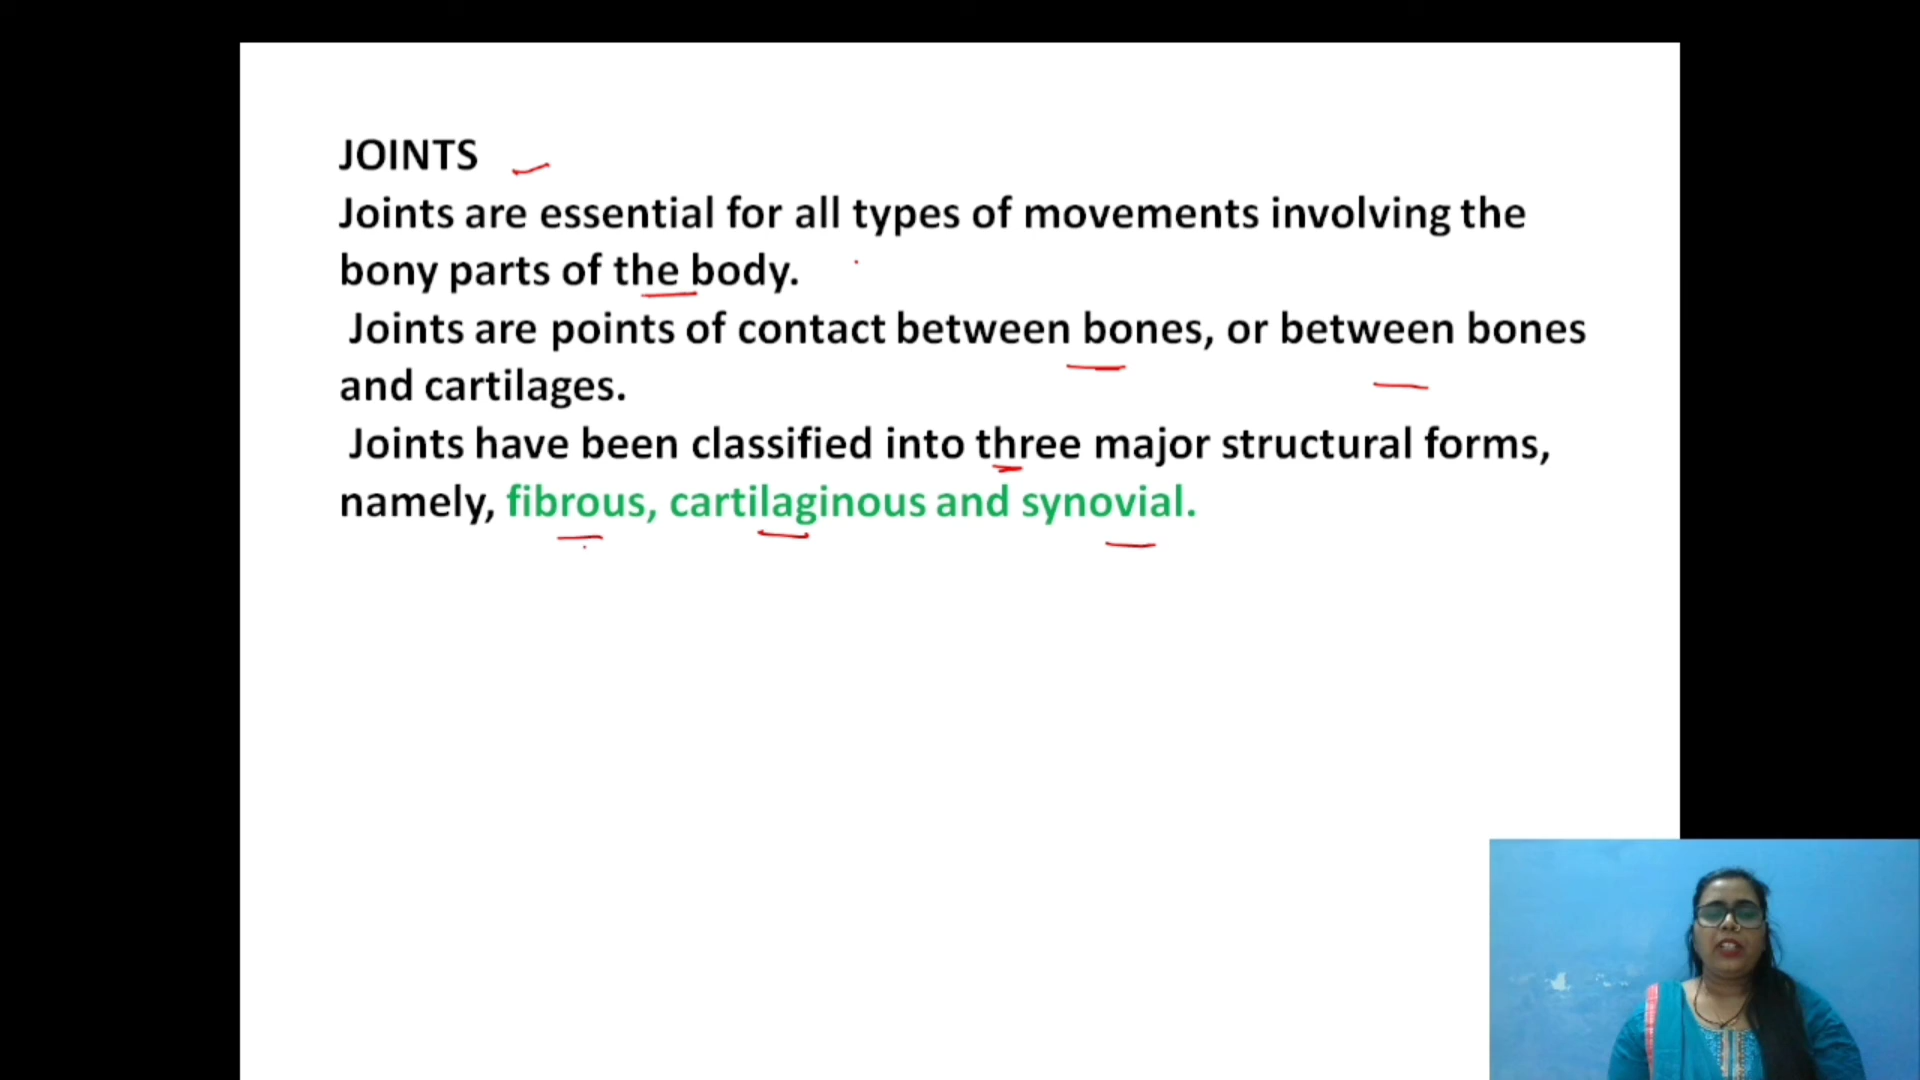 JOINTS
Joints are essential for all types of movements involving the
bony parts of the body.
Joints are points of contact between bones, or between bones
and cartilages.
Joints have been classified into three major structural forms,
namely, fibrous, cartilaginous and synovial.